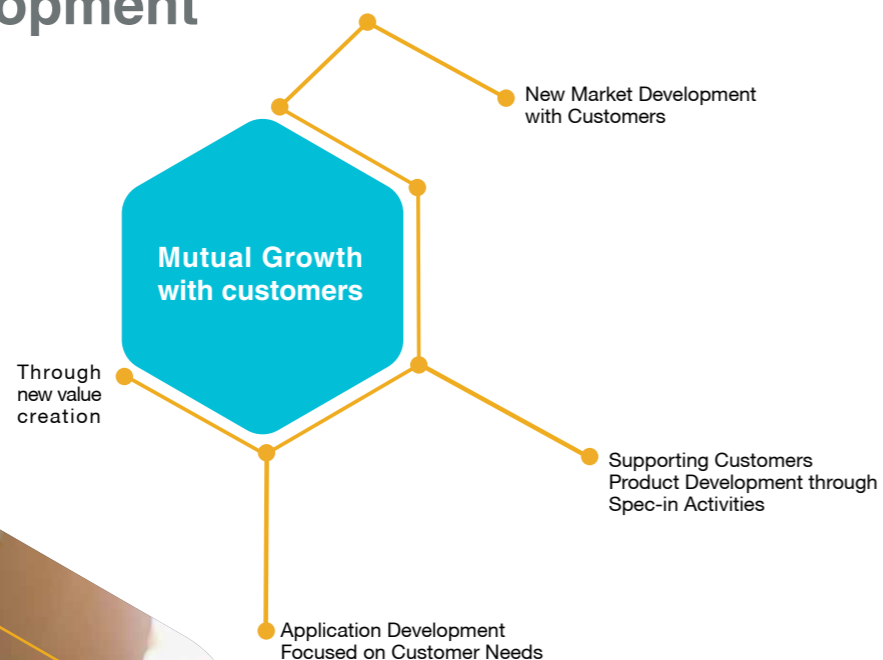 opment
New Market Development
with Customers
Mutual Growth
with customers
Through
new value
creation
Supporting Customers
Product Development through
Spec-in Activities
Application Development
Focused on Customer Needs